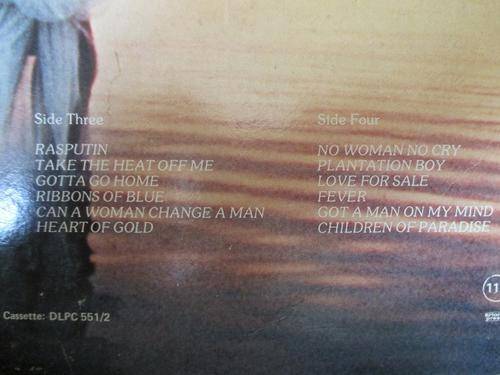 Side Three
RASPUTIN
TAKE THE HEAT OFF ME
GOTTA GO HOME
RIBBONS OF BLUE
CAN A WOMAN CHANGE A MAN
HEART OF GOLD
Side Four
NO WOMAN NO CRY
PLANTATION BOY
LOVE FOR SALE
FEVER
GOT A MAN ON MY MIND
CHILDREN OF PARADISE
Cassette: DLPC 551/2
11